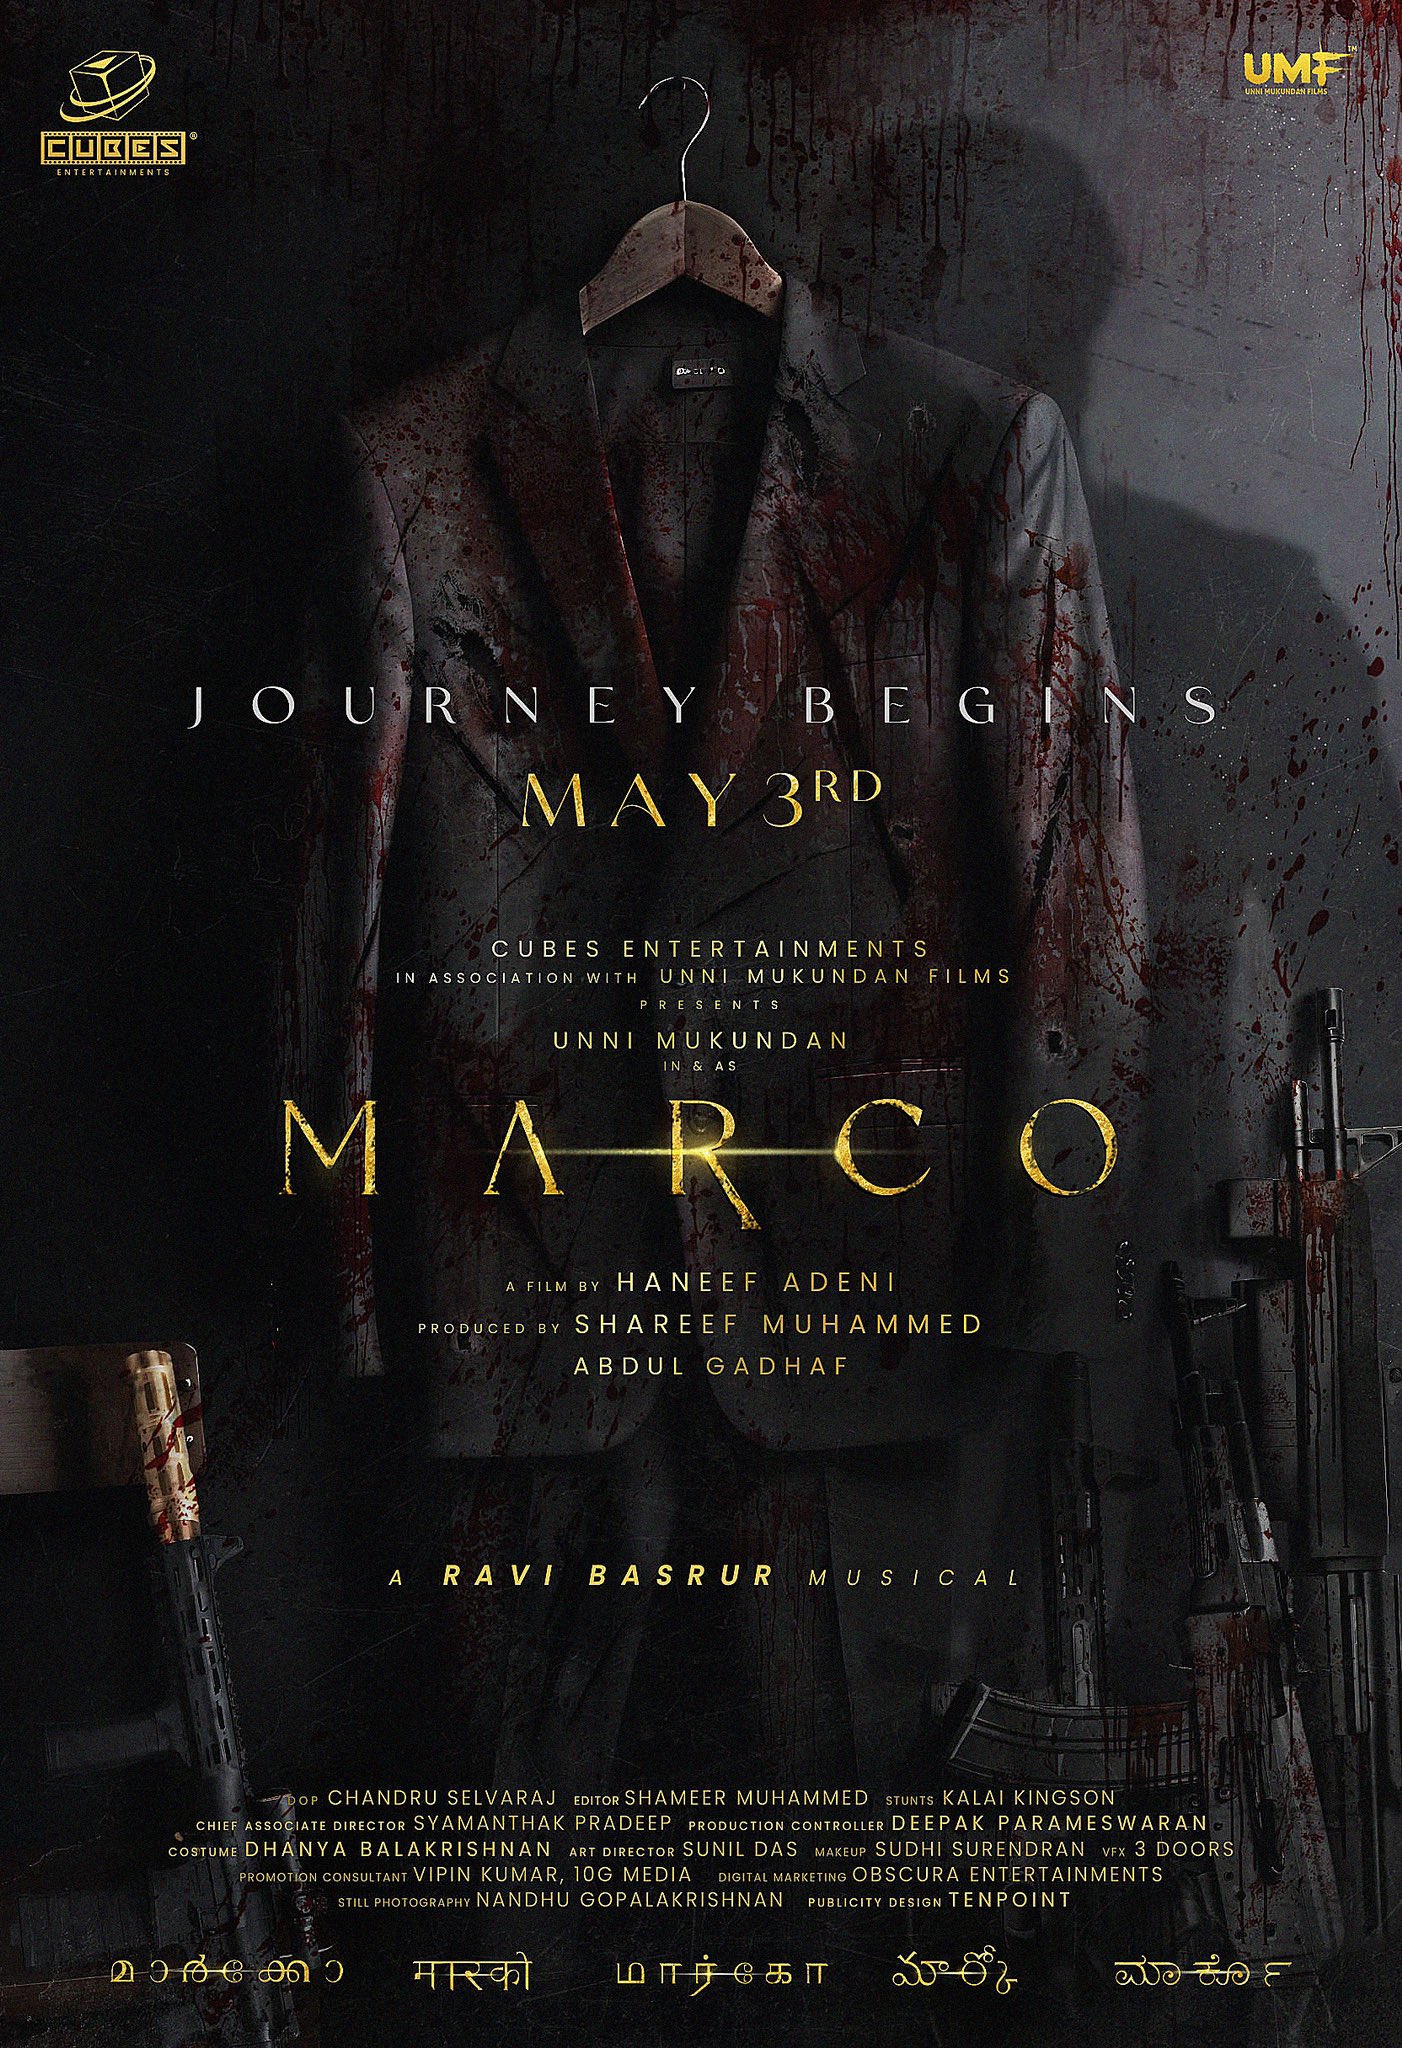 CUBES®
ENTERTAINMENTS
UMF™
UNNI MUKUNDAN FILMS
JOURNEY BEGINS
MAY 3RD
CUBES ENTERTAINMENTS
IN ASSOCIATION WITH UNNI MUKUNDAN FILMS
PRESENTS
UNNI MUKUNDAN
IN & AS
MARCO
A FILM BY HANEEF ADENI
PRODUCED BY SHAREEF MUHAMMED
ABDUL GADHAF
A RAVI BASRUR MUSICAL
DOP CHANDRU SELVARAJ EDITOR SHAMEER MUHAMMED STUNTS KALAI KINGSON
CHIEF ASSOCIATE DIRECTOR SYAMANTHAK PRADEEP PRODUCTION CONTROLLER DEEPAK PARAMESWARAN
COSTUME DHANYA BALAKRISHNAN ART DIRECTOR SUNIL DAS MAKEUP SUDHI SURENDRAN VFX 3 DOORS
PROMOTION CONSULTANT VIPIN KUMAR, 10G MEDIA DIGITAL MARKETING OBSCURA ENTERTAINMENTS
STILL PHOTOGRAPHY NANDHU GOPALAKRISHNAN PUBLICITY DESIGN TENPOINT
മാർക്കോ मारको மார்கோ మార్కో ಮಾರ್ಕೊ